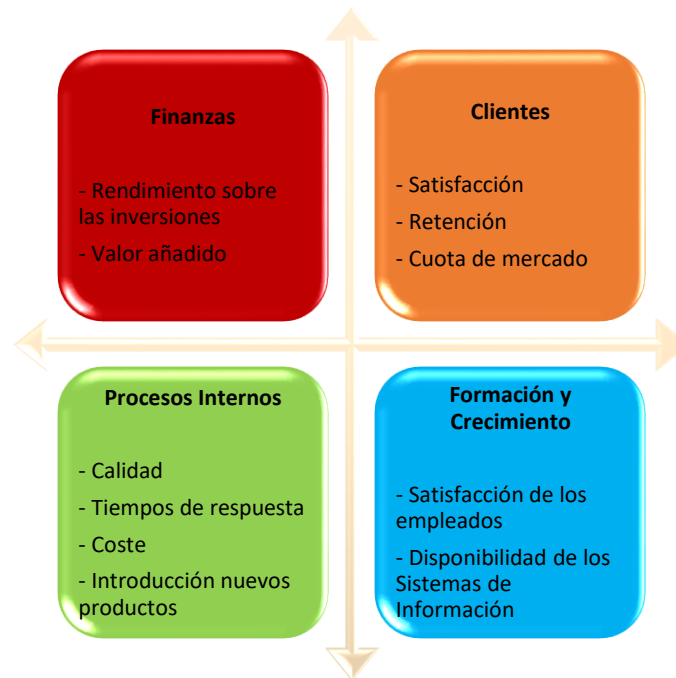 Finanzas
- Rendimiento sobre
las inversiones
- Valor añadido
Clientes
- Satisfacción
- Retención
- Cuota de mercado
Procesos Internos
- Calidad
- Tiempos de respuesta
- Coste
- Introducción nuevos
productos
Formación y
Crecimiento
- Satisfacción de los
empleados
- Disponibilidad de los
Sistemas de
Información